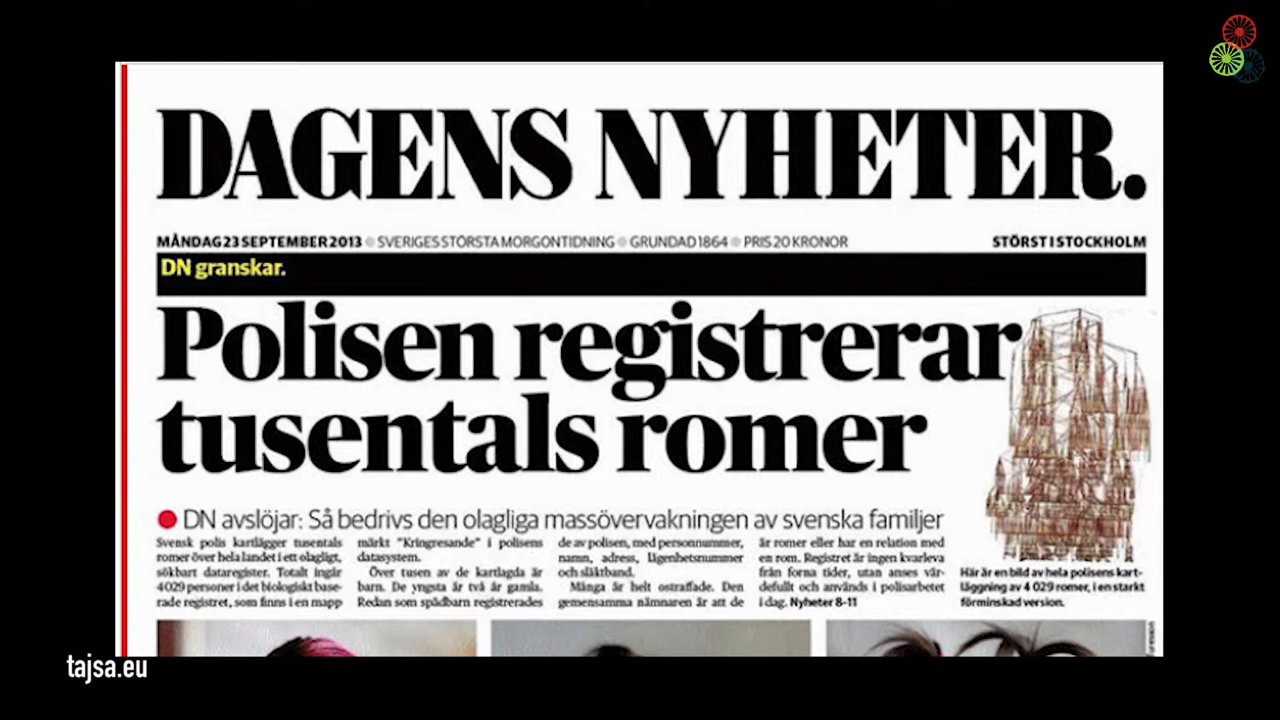 DAGENS NYHETER.
MÅNDAG 23 SEPTEMBER 2013 • SVERIGES STÖRSTA MORGONTIDNING • GRUNDAD 1864 • PRIS 20 KRONOR STÖRST I STOCKHOLM
DN granskar.
Polisen registrerar
tusentals romer
DN avslöjar: Så bedrivs den olagliga massövervakningen av svenska familjer
Svensk polis kartlägger tusentals
romer över hela landet i ett olagligt,
sökbart dataregister. Totalt ingår
4 029 personer i det biologiskt base-
rade registret, som finns i en mapp
märkt "Kringresande" i polisens
datasystem.
Över tusen av de kartlagda är
barn. De yngsta är två år gamla.
Redan som spädbarn registrerades
de av polisen, med personnummer,
namn, adress, lägenhetsnummer
och släktband.
Många är helt ostraffade. Den
gemensamma nämnaren är att de
är romer eller har en relation med
en rom. Registret är ingen kvarleva
från forna tider, utan anses vär-
defullt och används i polisarbetet
i dag. Nyheter 8-11
Här är en bild av hela polisens kart-
läggning av 4 029 romer, i en starkt
förminskad version.
tajsa.eu